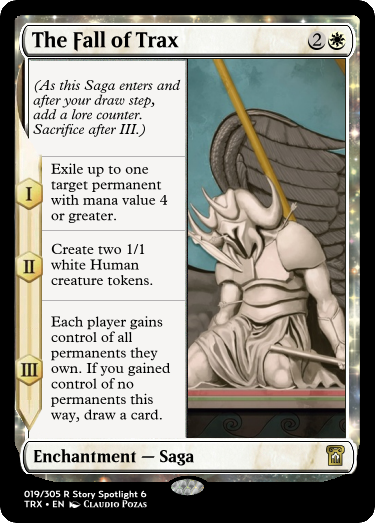 The Fall of Trax
2
(As this Saga enters and
after your draw step,
add a lore counter.
Sacrifice after III.)
I
Exile up to one
target permanent
with mana value 4
or greater.
II
Create two 1/1
white Human
creature tokens.
III
Each player gains
control of all
permanents they
own. If you gained
control of no
permanents this
way, draw a card.
Enchantment — Saga
019/305 R Story Spotlight 6
TRX • EN CLAUDIO POZAS